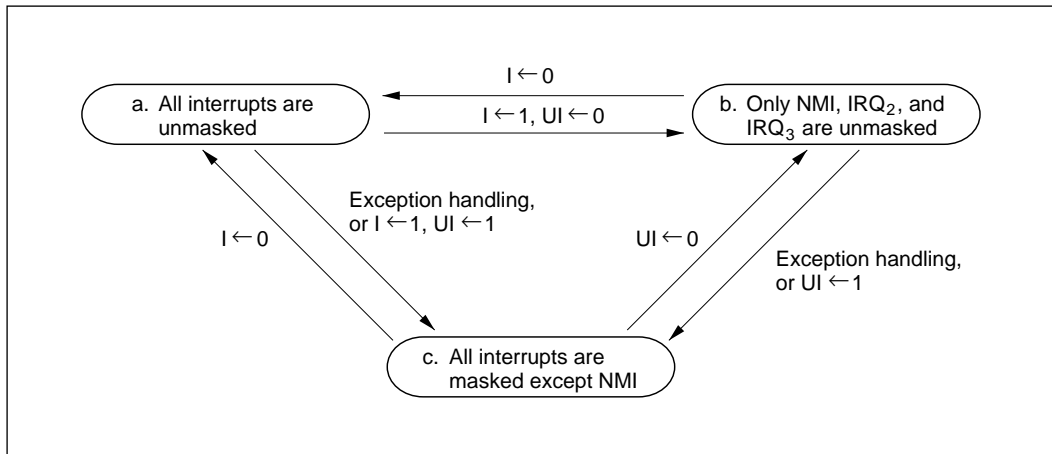 I ← 0
a. All interrupts are
unmasked
I ← 1, UI ← 0
b. Only NMI, IRQ₂, and
IRQ₃ are unmasked
Exception handling,
or I ← 1, UI ← 1
I ← 0
UI ← 0
Exception handling,
or UI ← 1
c. All interrupts are
masked except NMI